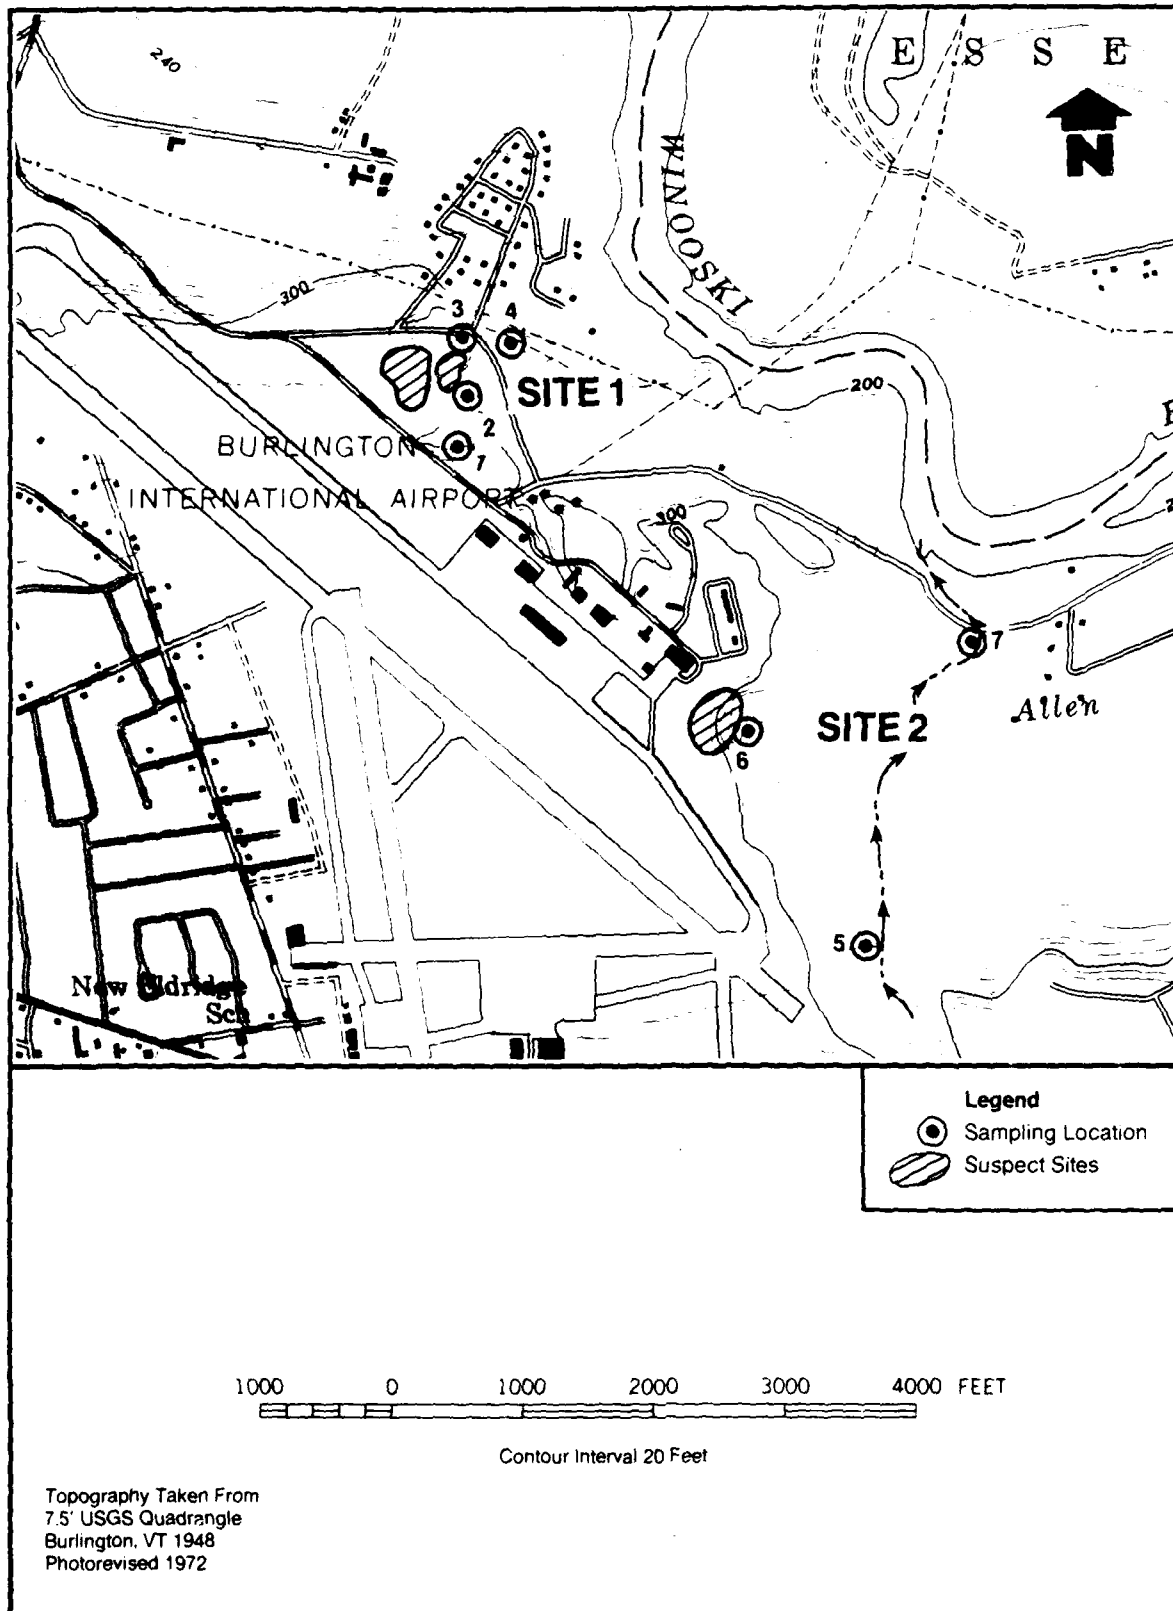 240
E S S E
N
WINOOSKI
300
3
4
SITE 1
200
2
BURLINGTON
1
INTERNATIONAL AIRPORT
300
7
Allen
SITE 2
6
5
New Eldridge
Sch
Legend
Sampling Location
Suspect Sites
1000 0 1000 2000 3000 4000 FEET
Contour Interval 20 Feet
Topography Taken From
7.5' USGS Quadrangle
Burlington, VT 1948
Photorevised 1972